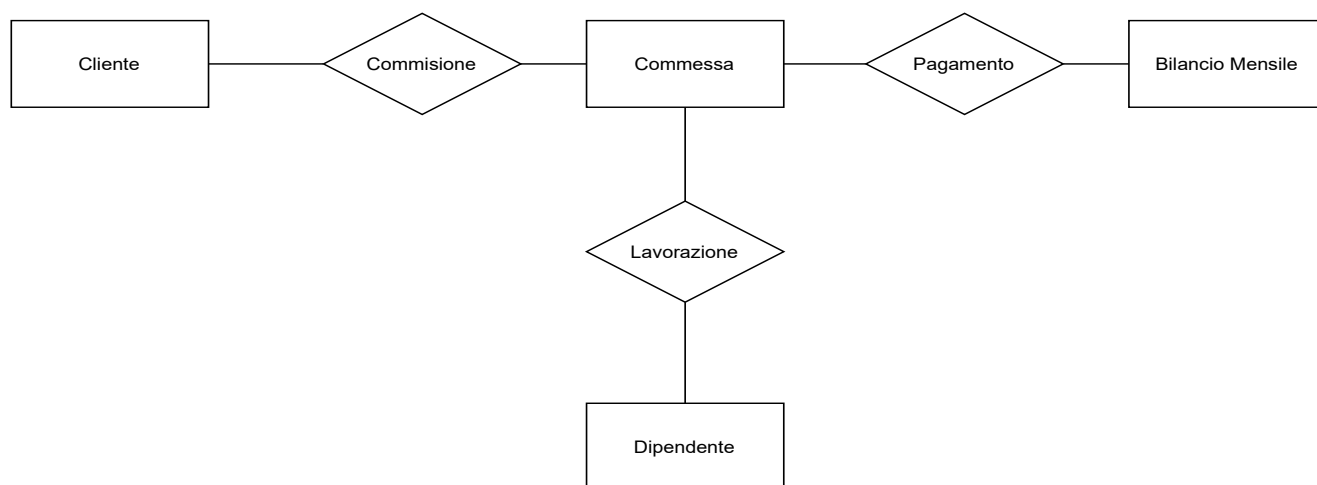 Cliente
Commisione
Commessa
Pagamento
Bilancio Mensile
Lavorazione
Dipendente